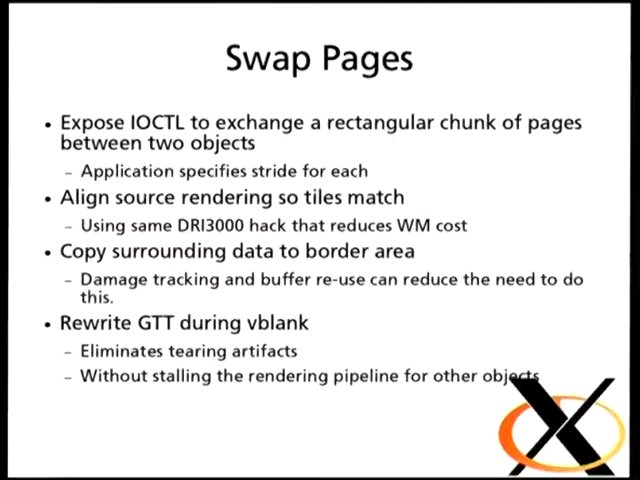 Swap Pages
• Expose IOCTL to exchange a rectangular chunk of pages
between two objects
– Application specifies stride for each
• Align source rendering so tiles match
– Using same DRI3000 hack that reduces WM cost
• Copy surrounding data to border area
– Damage tracking and buffer re-use can reduce the need to do
this.
• Rewrite GTT during vblank
– Eliminates tearing artifacts
– Without stalling the rendering pipeline for other objects